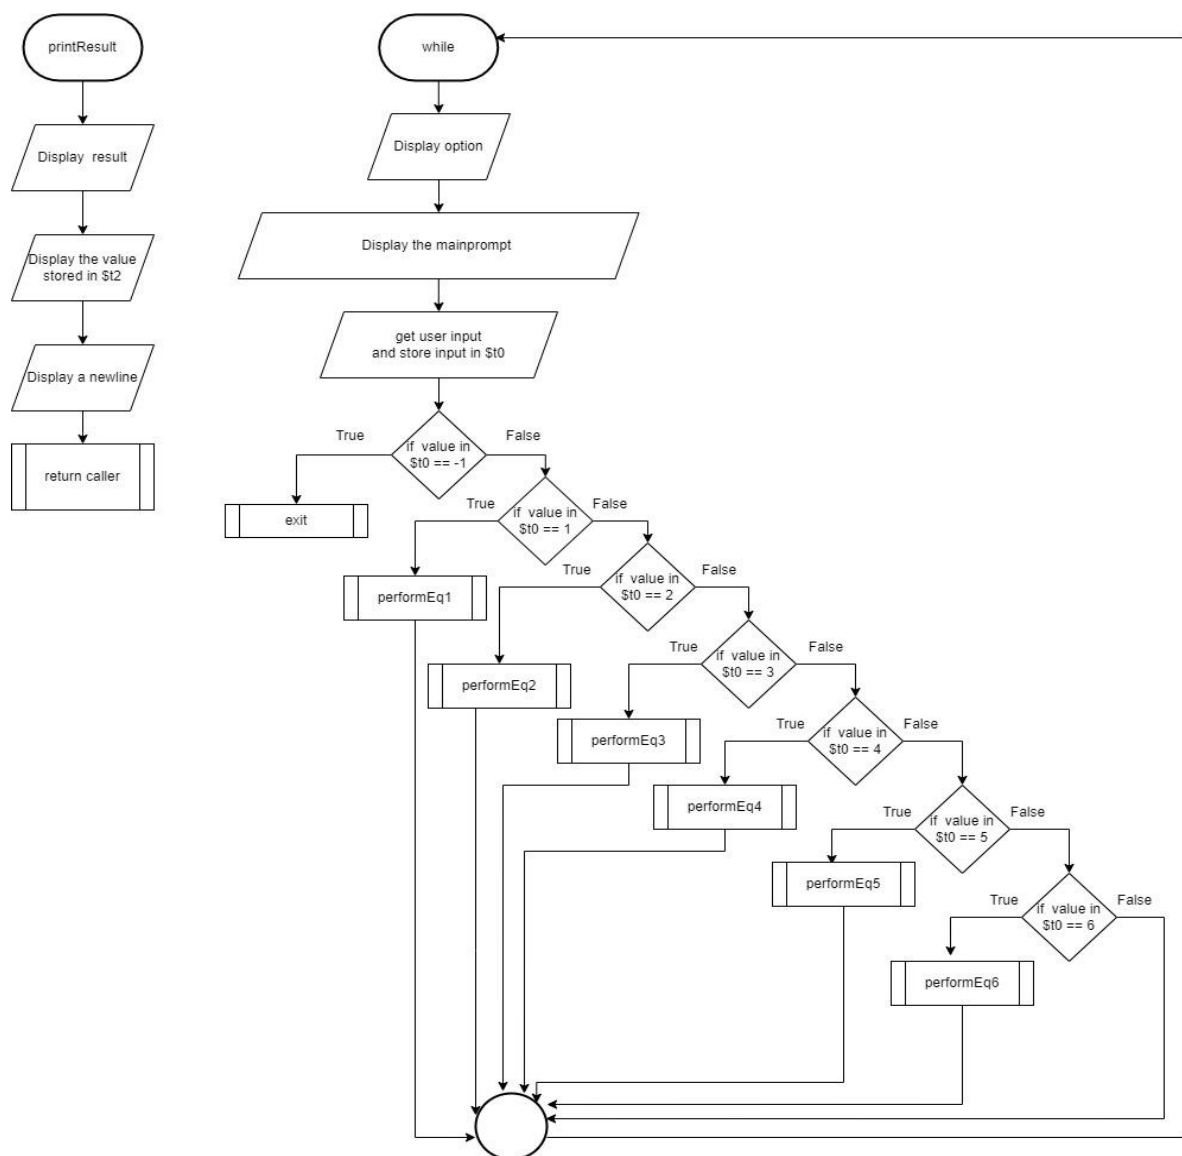 printResult
Display  result
Display the value
stored in $t2
Display a newline
return caller
while
Display option
Display the mainprompt
get user input
and store input in $t0
if  value in
$t0 == -1
True
False
exit
if  value in
$t0 == 1
True
False
performEq1
if  value in
$t0 == 2
True
False
performEq2
if  value in
$t0 == 3
True
False
performEq3
if  value in
$t0 == 4
True
False
performEq4
if  value in
$t0 == 5
True
False
performEq5
if  value in
$t0 == 6
True
False
performEq6